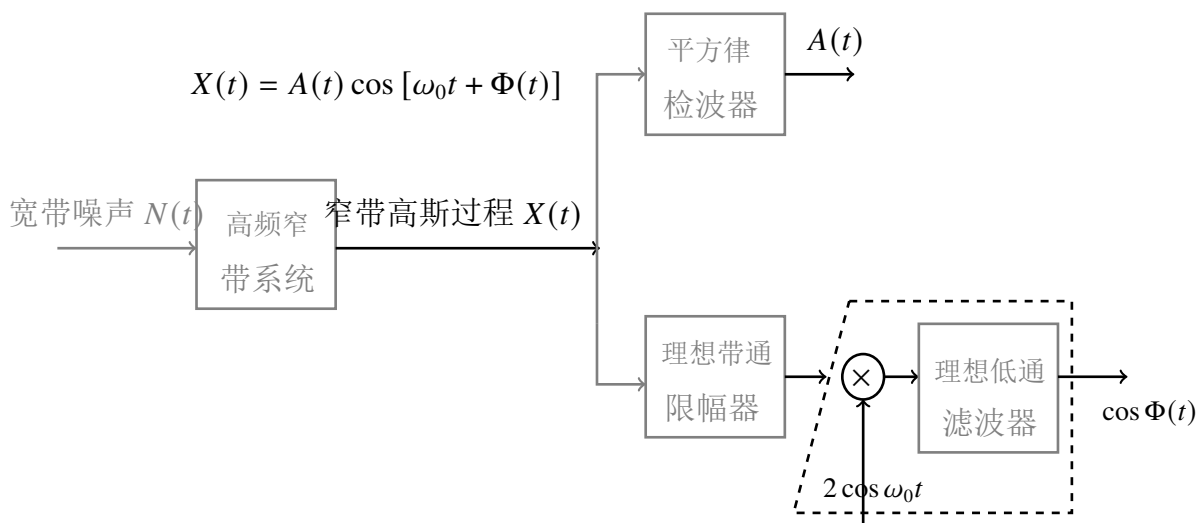 平方律
检波器
A(t)
X(t) = A(t) cos [ω₀t + Φ(t)]
宽带噪声 N(t)
高频窄
带系统
窄带高斯过程 X(t)
理想带通
限幅器
×
理想低通
滤波器
cos Φ(t)
2 cos ω₀t